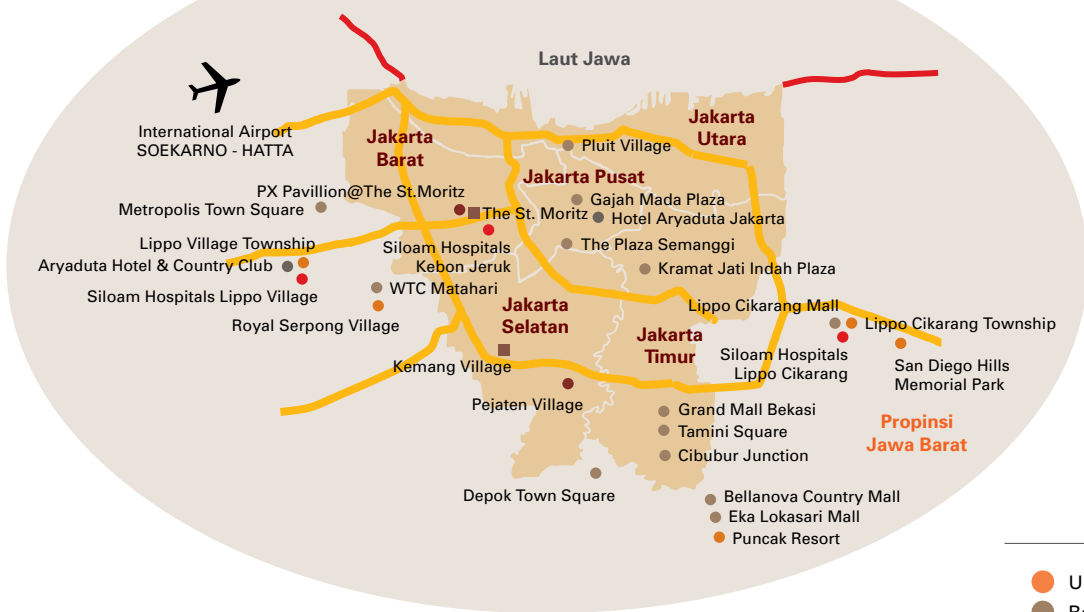 Laut Jawa
International Airport
SOEKARNO - HATTA
Jakarta
Barat
Jakarta
Utara
Pluit Village
Jakarta Pusat
PX Pavillion@The St.Moritz
Metropolis Town Square
Gajah Mada Plaza
The St. Moritz
Hotel Aryaduta Jakarta
Lippo Village Township
Siloam Hospitals
Kebon Jeruk
The Plaza Semanggi
Aryaduta Hotel & Country Club
Kramat Jati Indah Plaza
Siloam Hospitals Lippo Village
WTC Matahari
Royal Serpong Village
Jakarta
Selatan
Lippo Cikarang Mall
Lippo Cikarang Township
Jakarta
Timur
Siloam Hospitals
Lippo Cikarang
San Diego Hills
Memorial Park
Kemang Village
Pejaten Village
Grand Mall Bekasi
Tamini Square
Cibubur Junction
Propinsi
Jawa Barat
Depok Town Square
Bellanova Country Mall
Eka Lokasari Mall
Puncak Resort
U